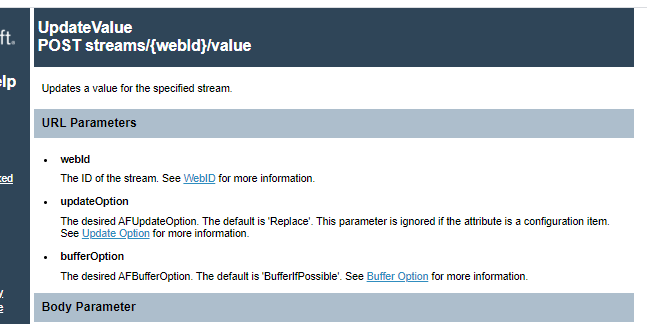 UpdateValue
POST streams/{webId}/value
ft.
elp
Updates a value for the specified stream.
URL Parameters
• webId
The ID of the stream. See WebID for more information.
• updateOption
The desired AFUpdateOption. The default is 'Replace'. This parameter is ignored if the attribute is a configuration item.
See Update Option for more information.
• bufferOption
The desired AFBufferOption. The default is 'BufferIfPossible'. See Buffer Option for more information.
Body Parameter